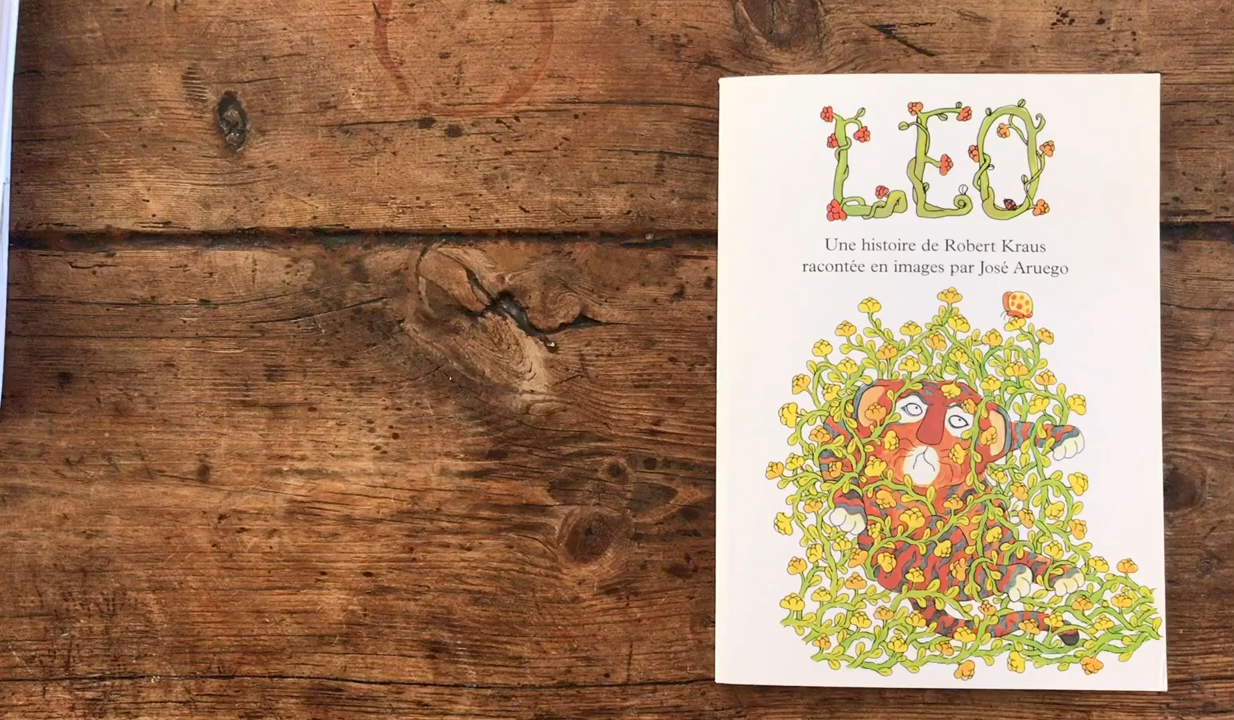 LEO
Une histoire de Robert Kraus
racontée en images par José Aruego